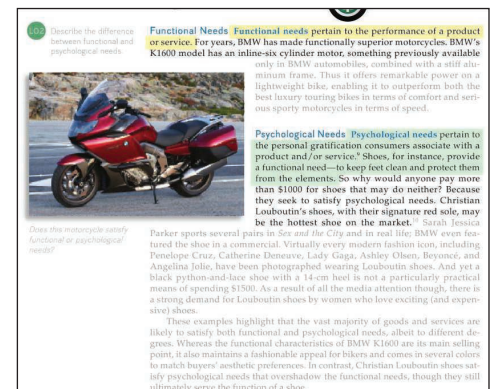 LO2 Describe the difference
between functional and
psychological needs.
Functional Needs Functional needs pertain to the performance of a product
or service. For years, BMW has made functionally superior motorcycles. BMW's
K1600 model has an inline-six cylinder motor, something previously available
only in BMW automobiles, combined with a stiff alu-
minum frame. Thus it offers remarkable power on a
lightweight bike, enabling it to outperform both the
best luxury touring bikes in terms of comfort and seri-
ous sporty motorcycles in terms of speed.
Does this motorcycle satisfy
functional or psychological
needs?
Psychological Needs Psychological needs pertain to
the personal gratification consumers associate with a
product and/or service. Shoes, for instance, provide
a functional need—to keep feet clean and protect them
from the elements. So why would anyone pay more
than $1000 for shoes that may do neither? Because
they seek to satisfy psychological needs. Christian
Louboutin's shoes, with their signature red sole, may
be the hottest shoe on the market. Sarah Jessica
Parker sports several pairs in Sex and the City and in real life; BMW even fea-
tured the shoe in a commercial. Virtually every modern fashion icon, including
Penelope Cruz, Catherine Deneuve, Lady Gaga, Ashley Olsen, Beyoncé, and
Angelina Jolie, have been photographed wearing Louboutin shoes. And yet a
black python-and-lace shoe with a 14-cm heel is not a particularly practical
means of spending $1500. As a result of all the media attention though, there is
a strong demand for Louboutin shoes by women who love exciting (and expen-
sive) shoes.
These examples highlight that the vast majority of goods and services are
likely to satisfy both functional and psychological needs, albeit to different de-
grees. Whereas the functional characteristics of BMW K1600 are its main selling
point, it also maintains a fashionable appeal for bikers and comes in several colors
to match buyers' aesthetic preferences. In contrast, Christian Louboutin shoes sat-
isfy psychological needs that overshadow the functional needs, though they still
ultimately serve the function of a shoe.